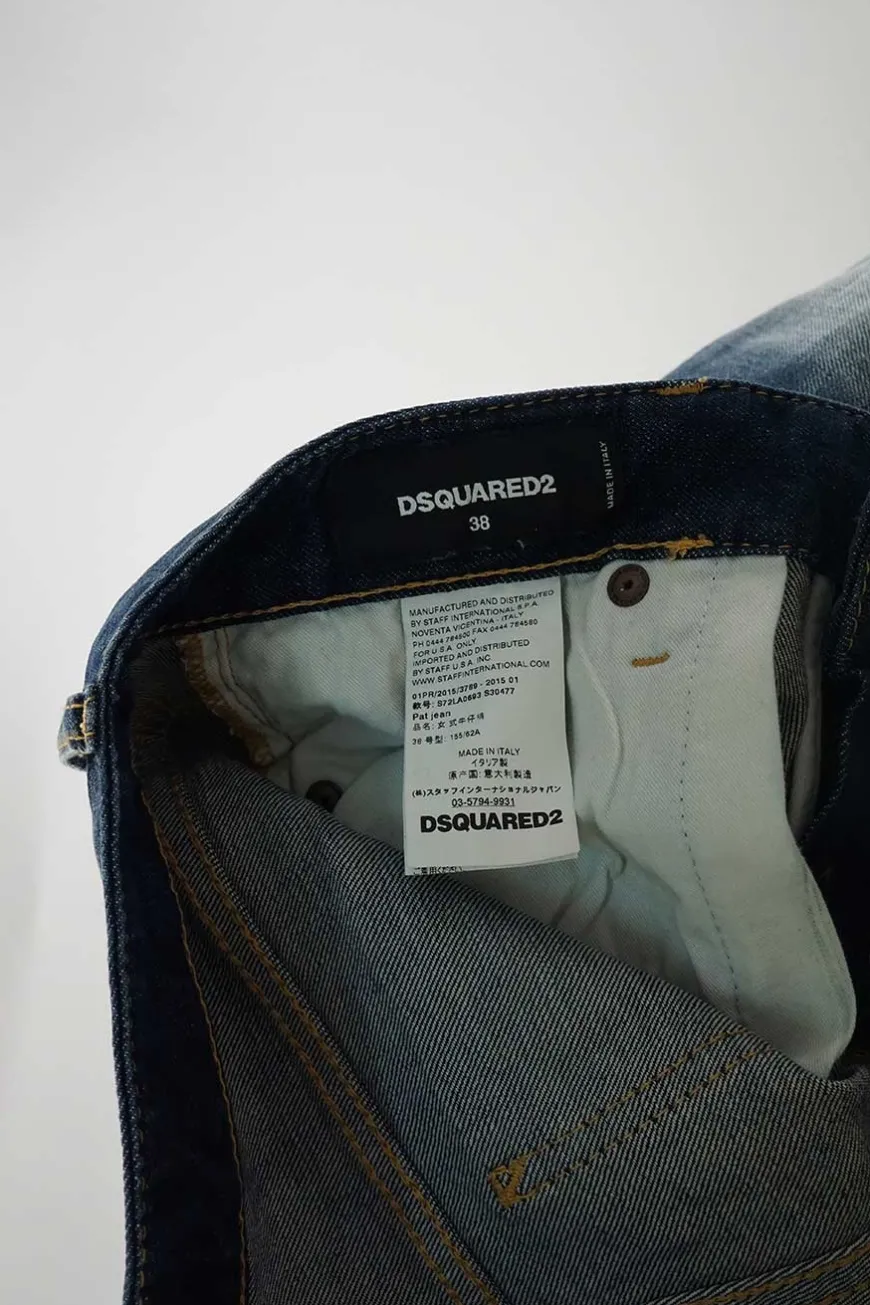 DSQUARED2
38
MADE IN ITALY
MANUFACTURED AND DISTRIBUTED
BY STAFF INTERNATIONAL S.P.A.
NOVENTA VICENTINA - ITALY
PH 0444 784600 FAX 0444 784580
FOR U.S.A. ONLY
IMPORTED AND DISTRIBUTED
BY STAFF U.S.A. INC
WWW.STAFFINTERNATIONAL.COM
01PR/2015/3769 - 2015 01
款号: S72LA0693 S30477
Pat jean
品名: 女式牛仔裤
38 号型: 155/62A
MADE IN ITALY
イタリア製
原产国: 意大利製造
(株)スタッフインターナショナルジャパン
03-5794-9931
DSQUARED2